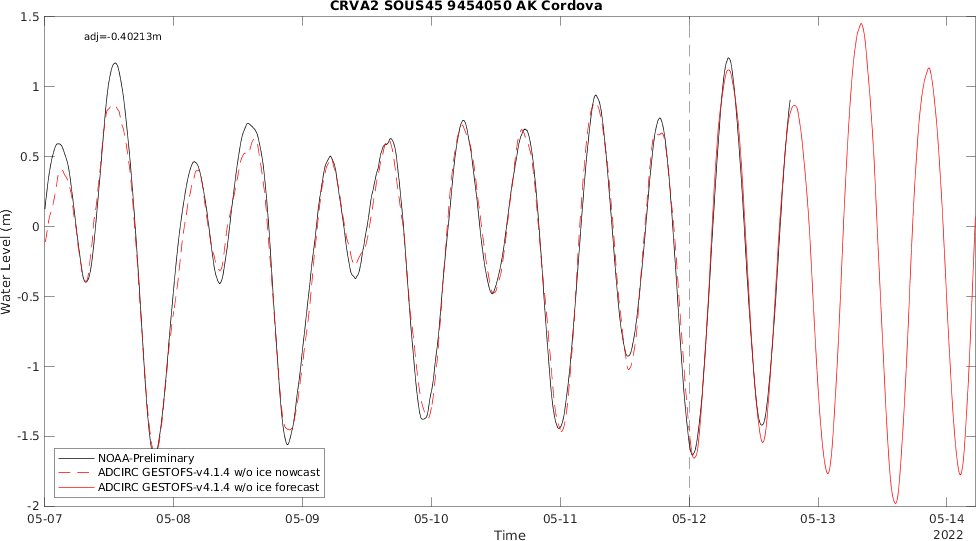 CRVA2 SOUS45 9454050 AK Cordova
1.5
adj=-0.40213m
1
0.5
0
-0.5
-1
-1.5
-2
Water Level (m)
NOAA-Preliminary
ADCIRC GESTOFS-v4.1.4 w/o ice nowcast
ADCIRC GESTOFS-v4.1.4 w/o ice forecast
05-07 05-08 05-09 05-10 05-11 05-12 05-13 05-14
Time 2022